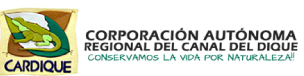 CARDIQUE
CORPORACIÓN AUTÓNOMA
REGIONAL DEL CANAL DEL DIQUE
CONSERVAMOS LA VIDA POR NATURALEZA!!